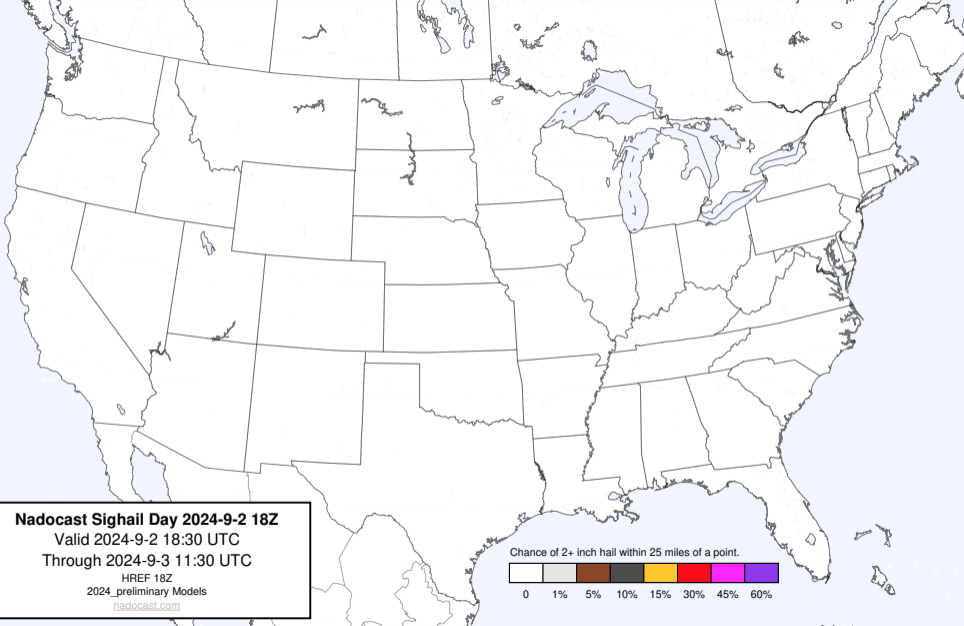 Nadocast Sighail Day 2024-9-2 18Z
Valid 2024-9-2 18:30 UTC
Through 2024-9-3 11:30 UTC
HREF 18Z
2024_preliminary Models
nadocast.com
Chance of 2+ inch hail within 25 miles of a point.
0 1% 5% 10% 15% 30% 45% 60%